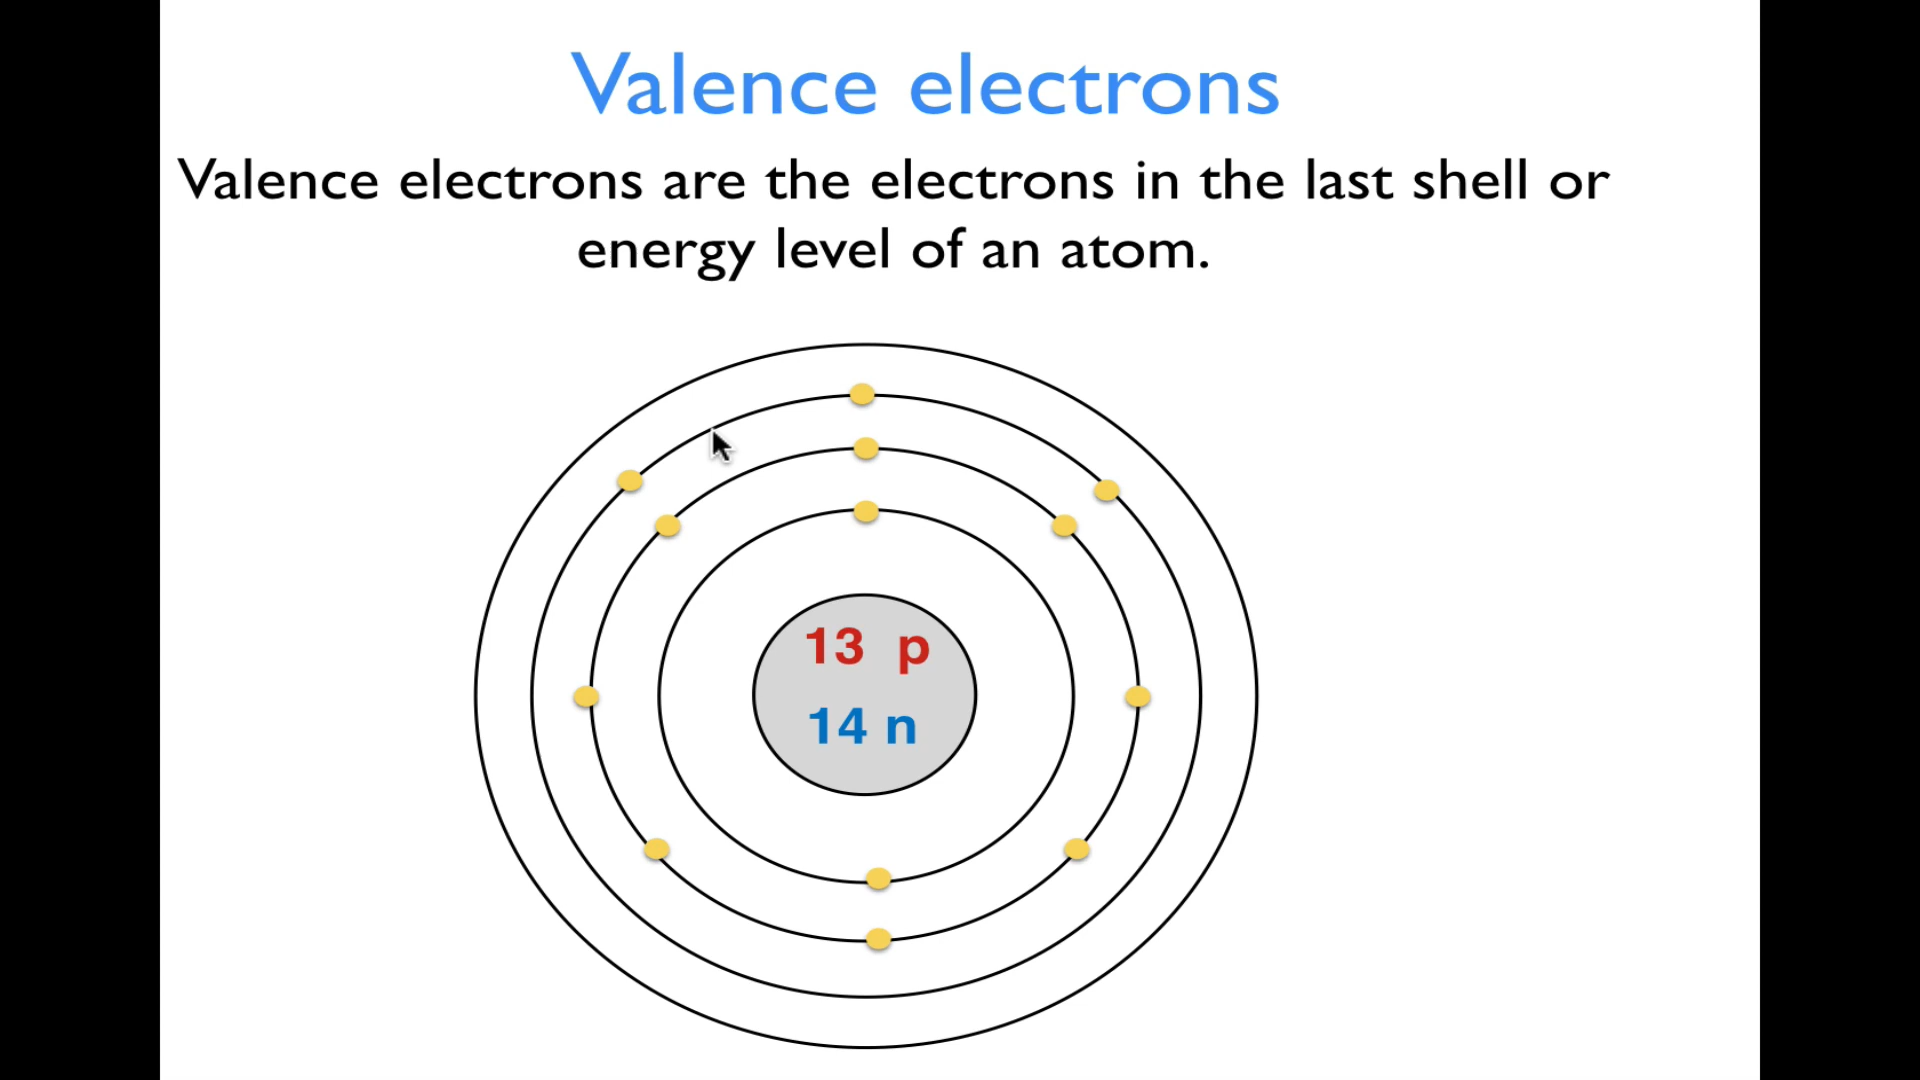 Valence electrons
Valence electrons are the electrons in the last shell or
energy level of an atom.
13 p
14 n